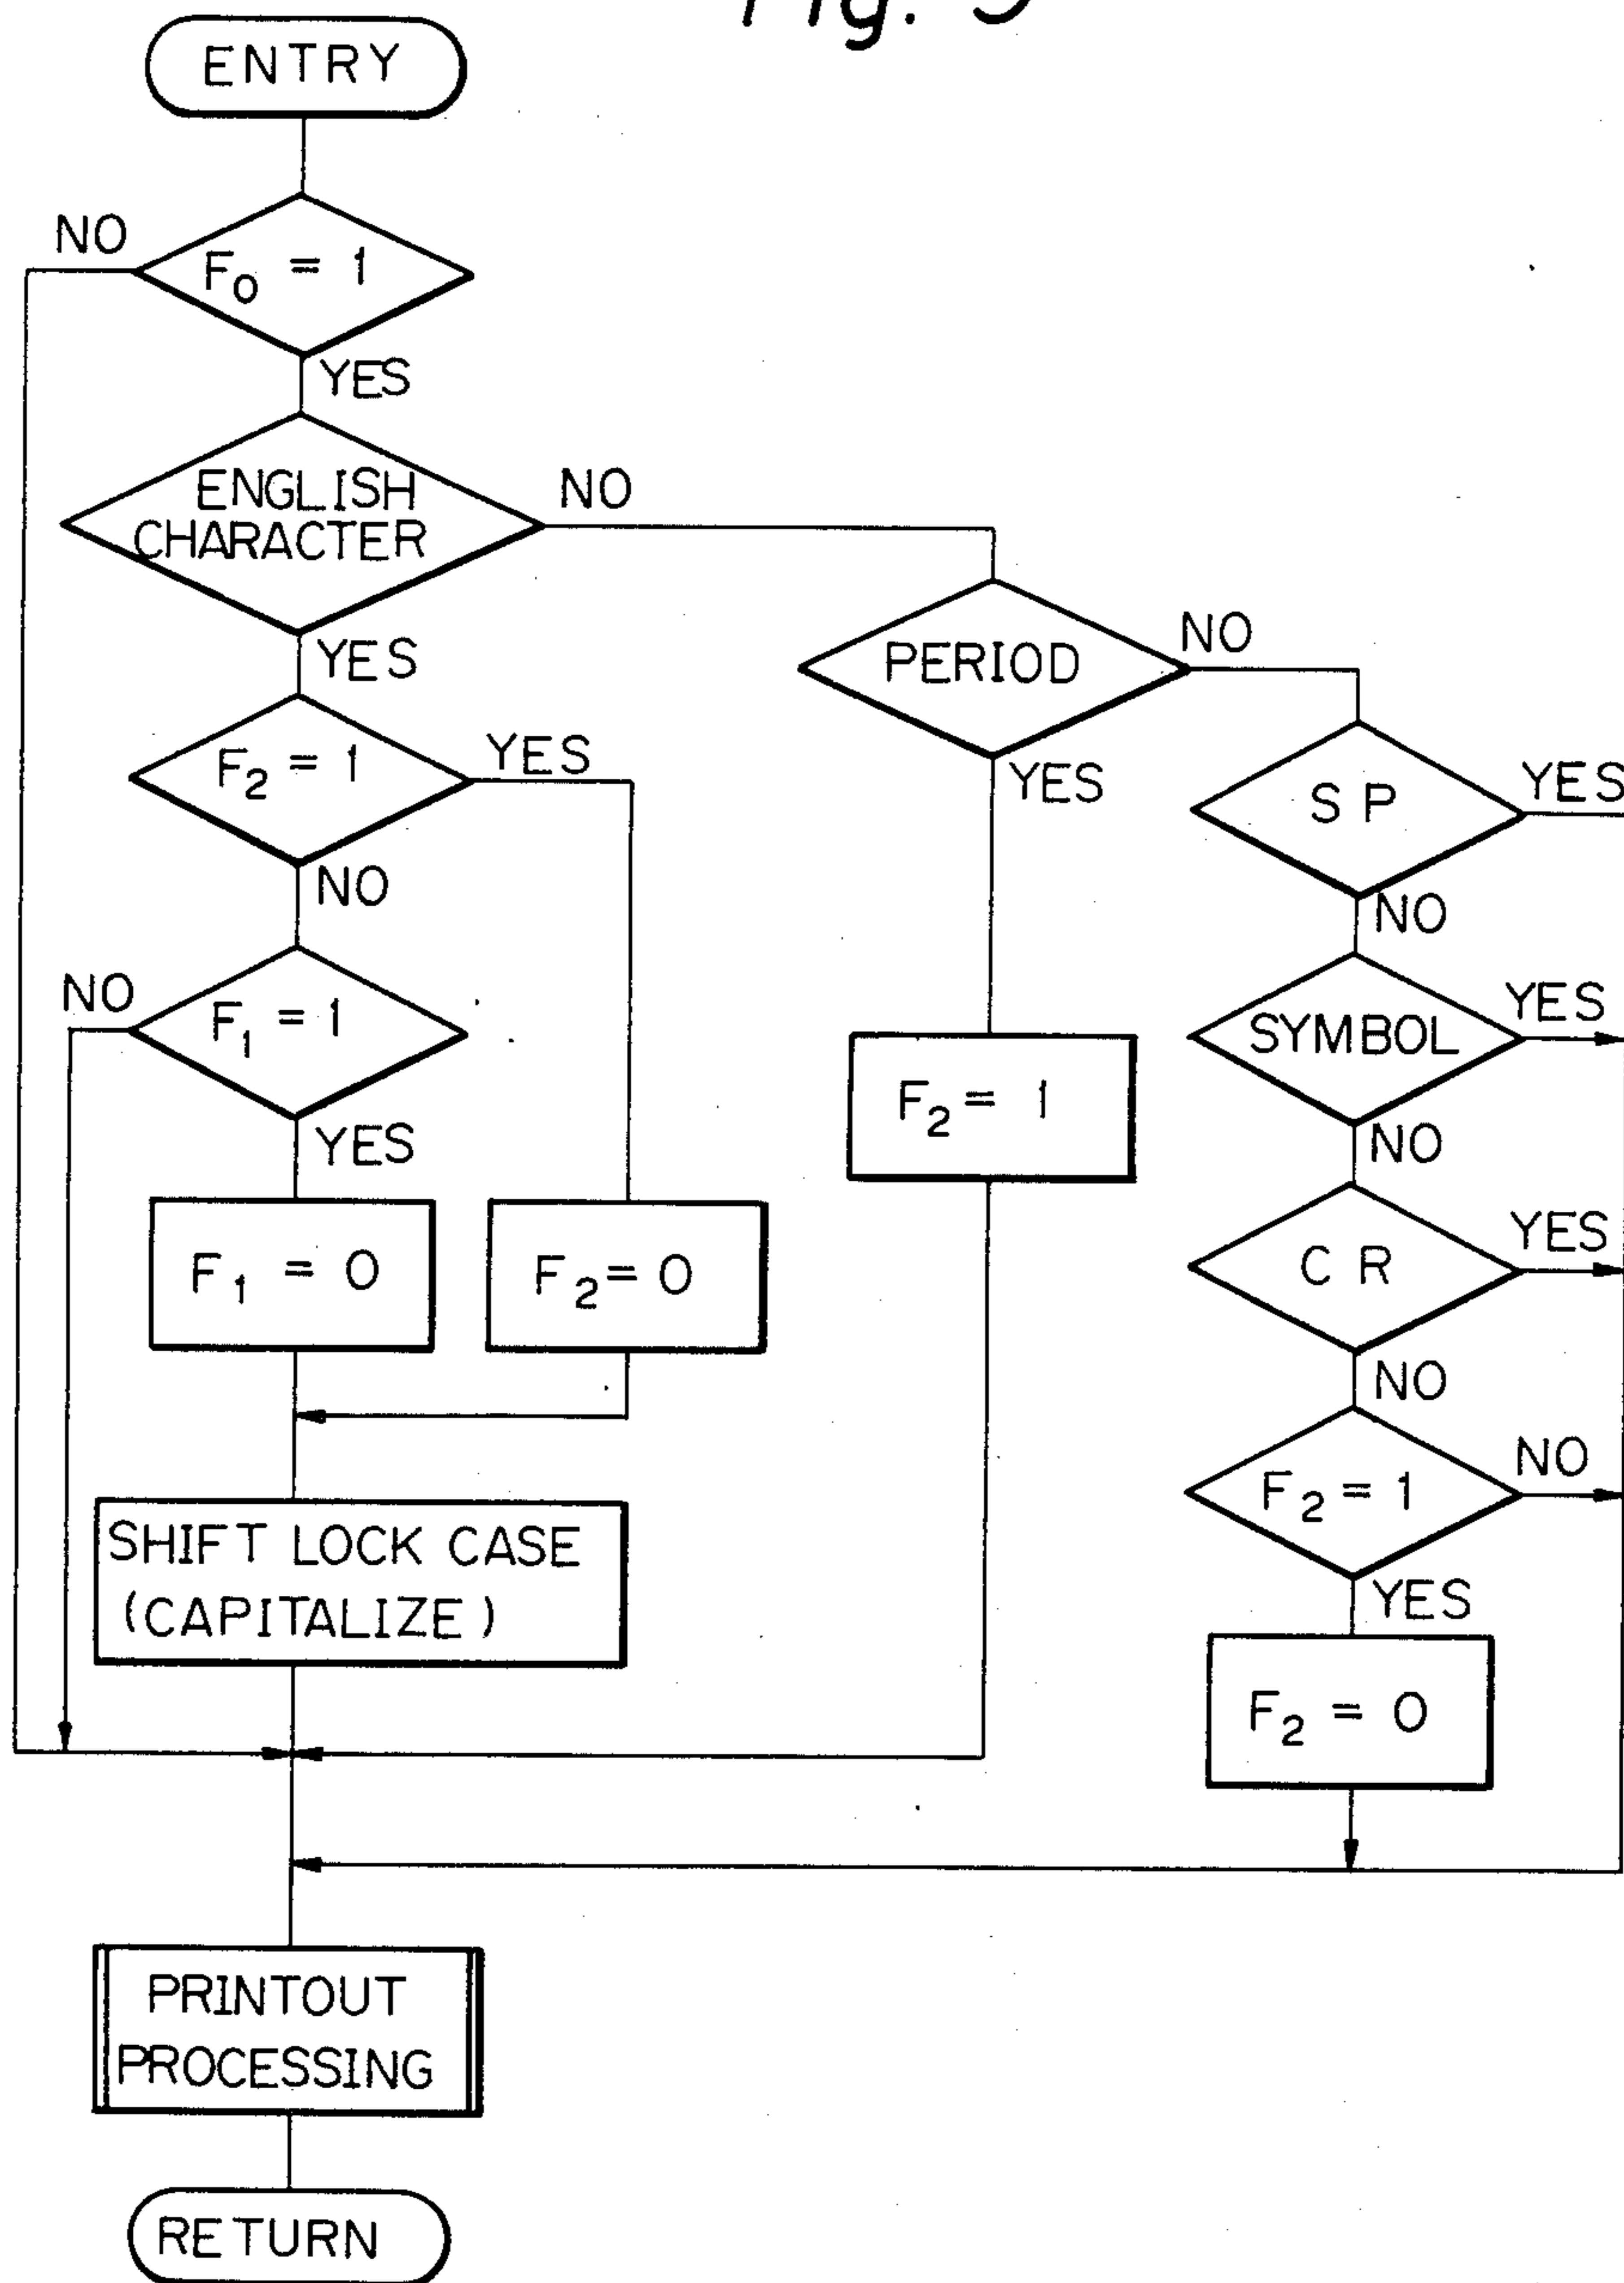 Fig.
ENTRY
NO
F₀ = 1
YES
ENGLISH
CHARACTER
NO
YES
F₂ = 1
YES
NO
NO
F₁ = 1
YES
F₁ = 0
F₂ = 0
SHIFT LOCK CASE
(CAPITALIZE)
PERIOD
NO
YES
F₂ = 1
SP
YES
NO
SYMBOL
YES
NO
CR
YES
NO
F₂ = 1
NO
YES
F₂ = 0
PRINTOUT
PROCESSING
RETURN